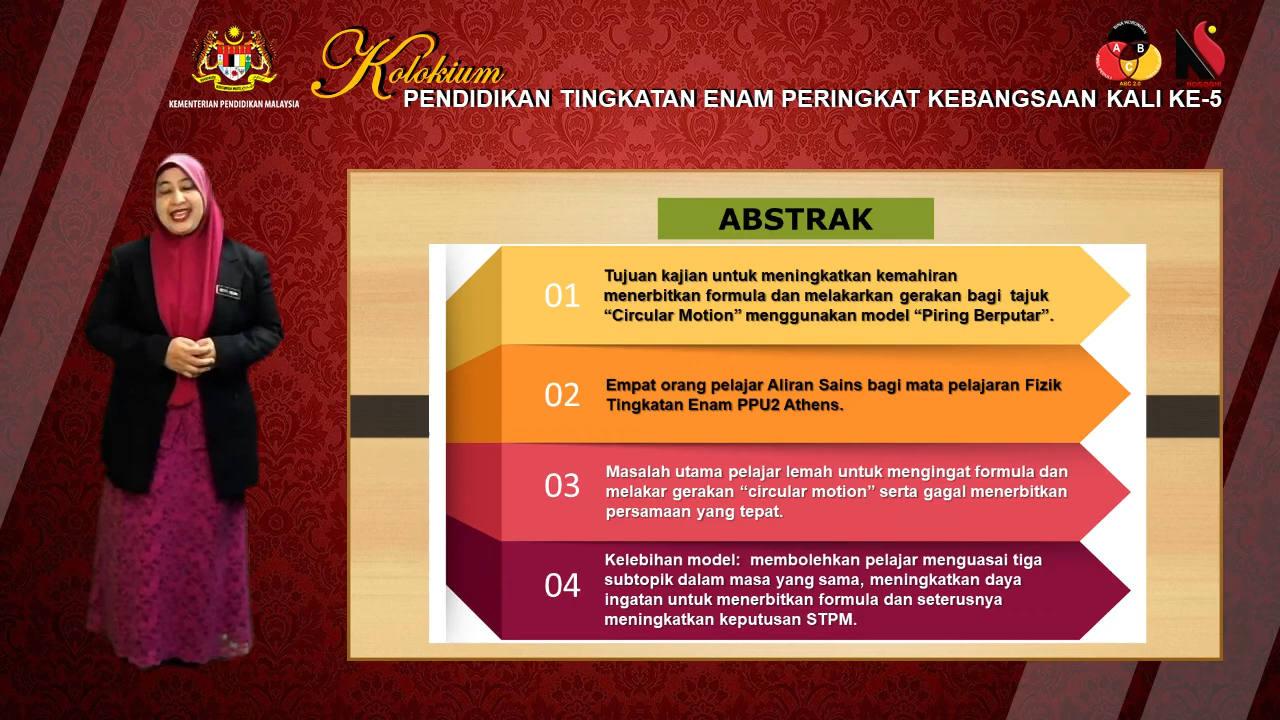 KEMENTERIAN PENDIDIKAN MALAYSIA
Kolokium
PENDIDIKAN TINGKATAN ENAM PERINGKAT KEBANGSAAN KALI KE-5
A B
C
ABC 2.0
ABSTRAK
01
Tujuan kajian untuk meningkatkan kemahiran
menerbitkan formula dan melakarkan gerakan bagi tajuk
“Circular Motion” menggunakan model “Piring Berputar”.
02
Empat orang pelajar Aliran Sains bagi mata pelajaran Fizik
Tingkatan Enam PPU2 Athens.
03
Masalah utama pelajar lemah untuk mengingat formula dan
melakar gerakan “circular motion” serta gagal menerbitkan
persamaan yang tepat.
04
Kelebihan model: membolehkan pelajar menguasai tiga
subtopik dalam masa yang sama, meningkatkan daya
ingatan untuk menerbitkan formula dan seterusnya
meningkatkan keputusan STPM.